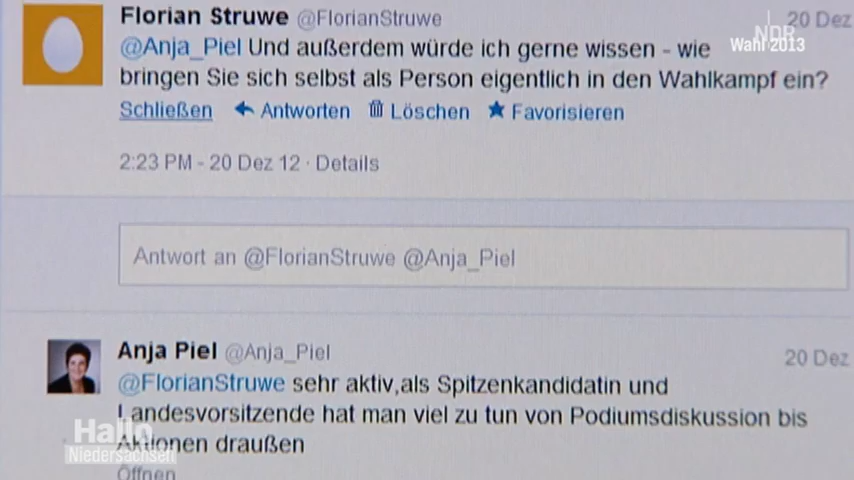 Florian Struwe @FlorianStruwe 20 Dez
NDR
Wahl 2013
@Anja_Piel Und außerdem würde ich gerne wissen - wie
bringen Sie sich selbst als Person eigentlich in den Wahlkampf ein?
Schließen Antworten Löschen Favorisieren
2:23 PM - 20 Dez 12 · Details
Antwort an @FlorianStruwe @Anja_Piel
Anja Piel @Anja_Piel 20 Dez
@FlorianStruwe sehr aktiv,als Spitzenkandidatin und
Landesvorsitzende hat man viel zu tun von Podiumsdiskussion bis
Aktionen draußen
Hallo
Niedersachsen
Öffnen